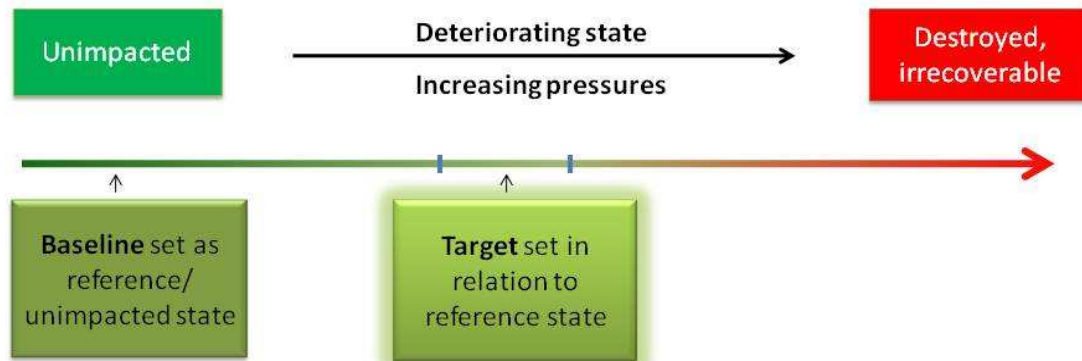 Unimpacted
Deteriorating state
Increasing pressures
Destroyed,
irrecoverable
Baseline set as
reference/
unimpacted state
Target set in
relation to
reference state